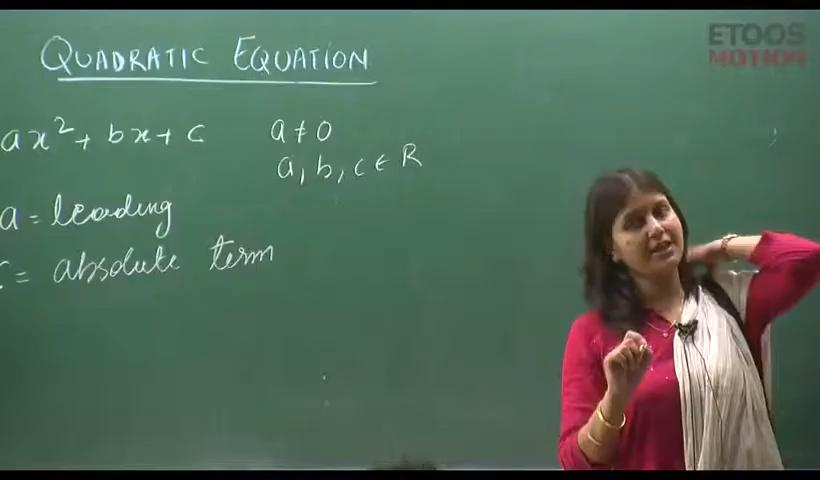 QUADRATIC EQUATION
ETOOS
MOTION
ax²+bx+c a≠0
a, b, c ∈ R
a = leading
c = absolute term